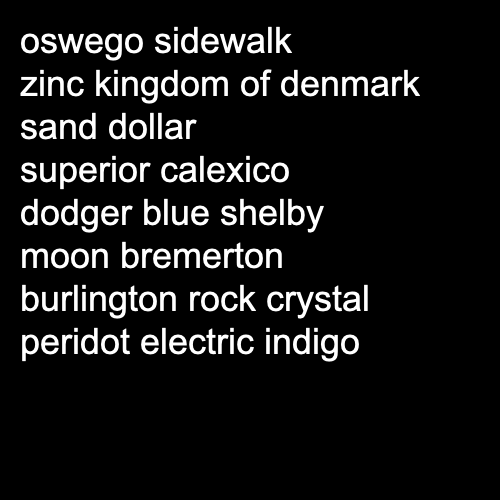 oswego sidewalk
zinc kingdom of denmark
sand dollar
superior calexico
dodger blue shelby
moon bremerton
burlington rock crystal
peridot electric indigo